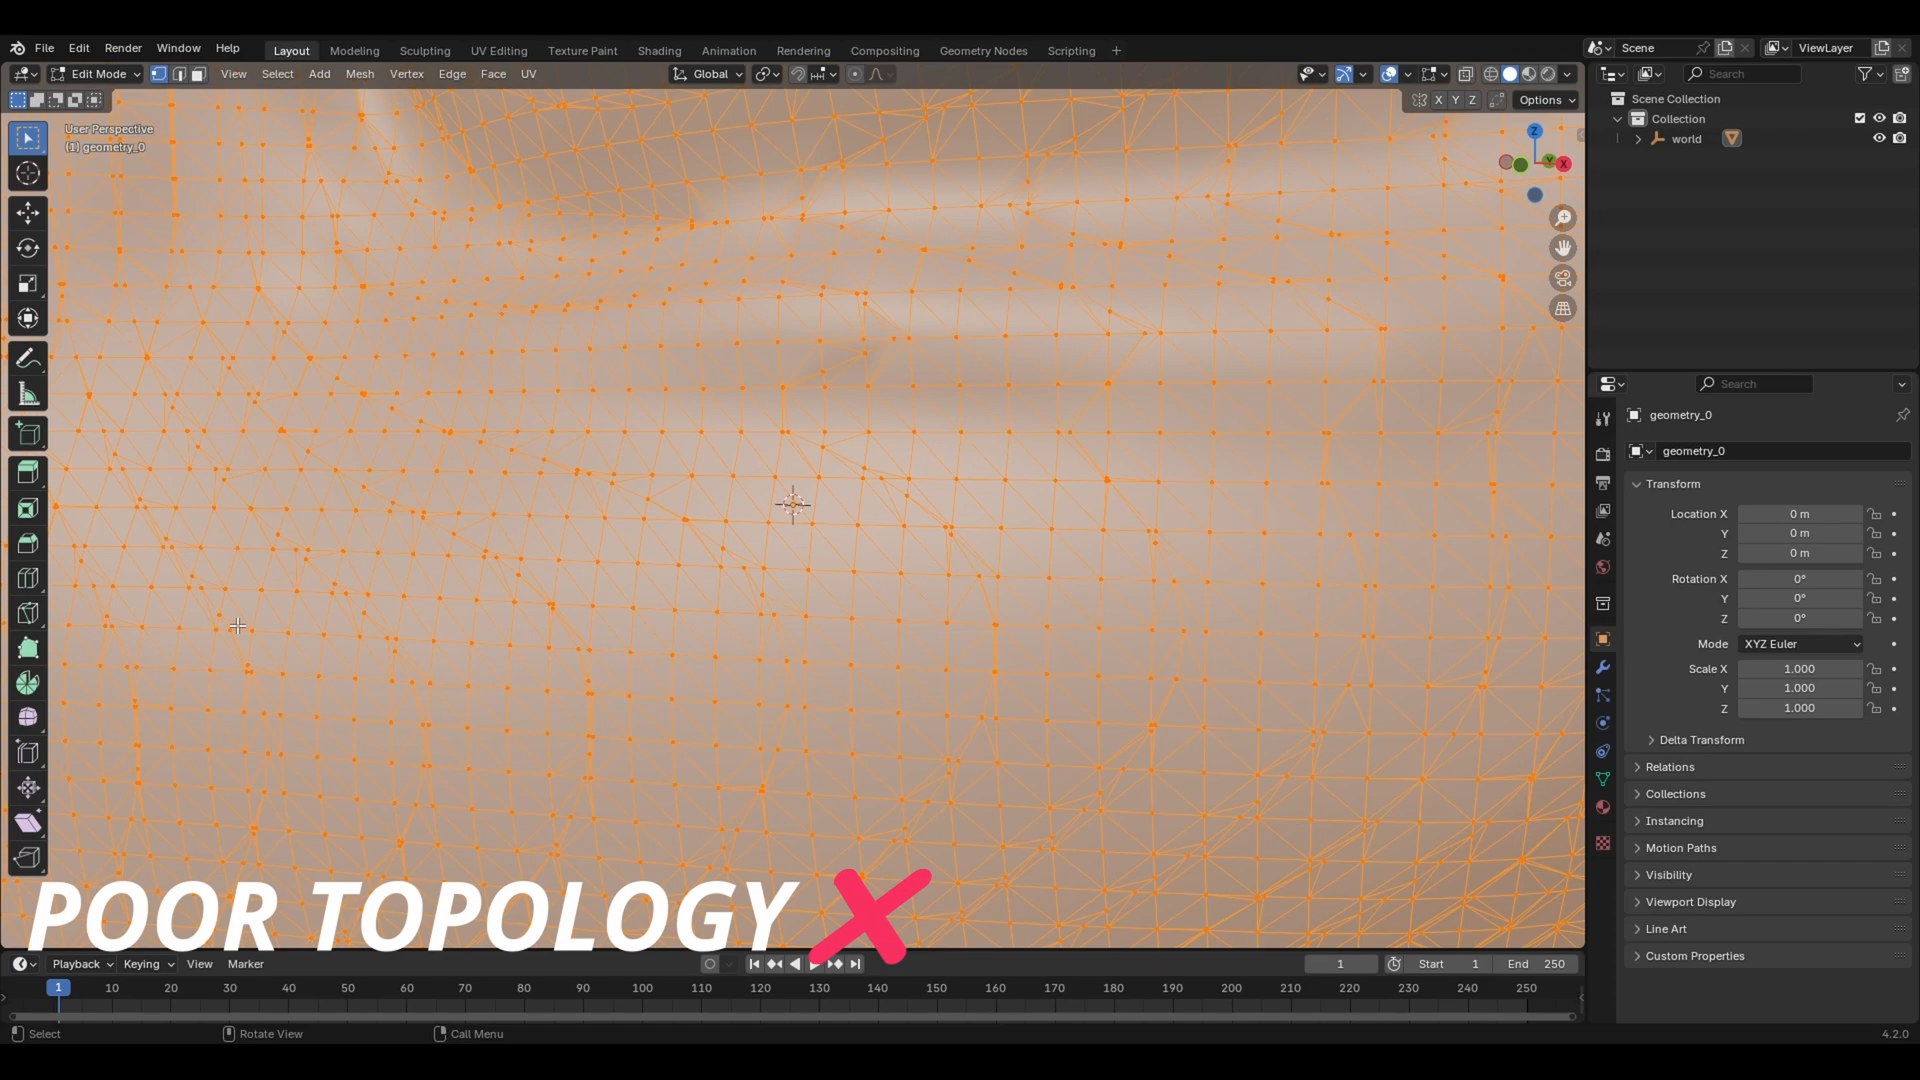 File Edit Render Window Help Layout Modeling Sculpting UV Editing Texture Paint Shading Animation Rendering Compositing Geometry Nodes Scripting + Scene ViewLayer
Edit Mode View Select Add Mesh Vertex Edge Face UV Global Search
X Y Z Options
Scene Collection
Collection
world
User Perspective
(1) geometry_0
Z
Y
X
Search
geometry_0
geometry_0
Transform
Location X 0 m
Y 0 m
Z 0 m
Rotation X 0°
Y 0°
Z 0°
Mode XYZ Euler
Scale X 1.000
Y 1.000
Z 1.000
Delta Transform
Relations
Collections
Instancing
Motion Paths
Visibility
Viewport Display
Line Art
Custom Properties
POOR TOPOLOGY
Playback Keying View Marker 1 Start 1 End 250
1 10 20 30 40 50 60 70 80 90 100 110 120 130 140 150 160 170 180 190 200 210 220 230 240 250
Select Rotate View Call Menu 4.2.0